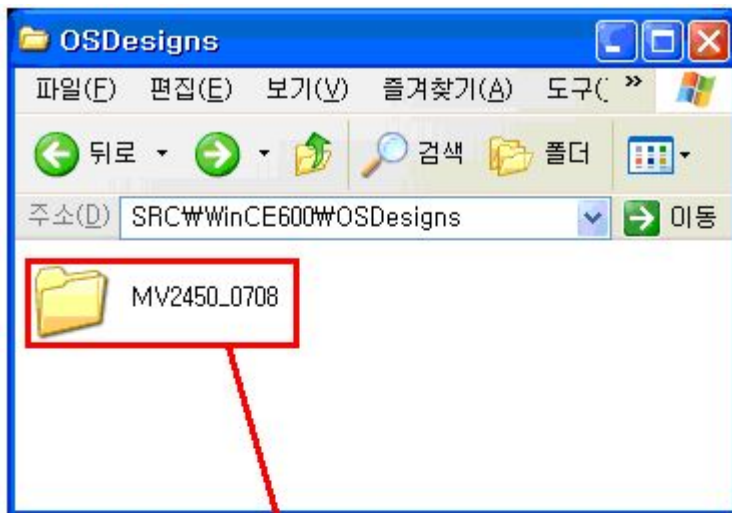 OSDesigns
파일(F) 편집(E) 보기(V) 즐겨찾기(A) 도구( »
뒤로 검색 폴더
주소(D) SRC₩WinCE600₩OSDesigns 이동
MV2450_0708